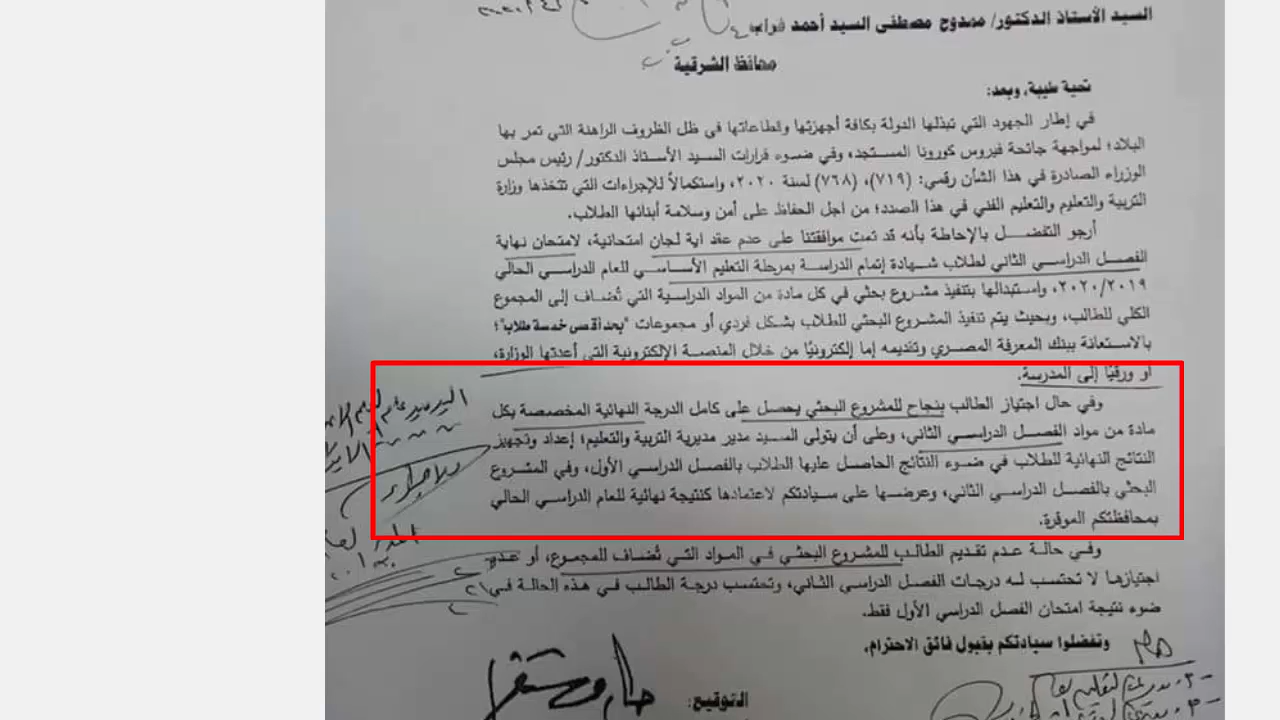 السيد الأستاذ الدكتور/ ممدوح مصطفى السيد أحمد غراب
محافظ الشرقية
تحية طيبة، وبعد:
في إطار الجهود التي تبذلها الدولة بكافة أجهزتها وقطاعاتها في ظل الظروف الراهنة التي تمر بها
البلاد؛ لمواجهة جائحة فيروس كورونا المستجد، وفي ضوء قرارات السيد الأستاذ الدكتور/ رئيس مجلس
الوزراء الصادرة في هذا الشأن رقمي: (٧١٩)، (٧٦٨) لسنة ٢٠٢٠، واستكمالاً للإجراءات التي تتخذها وزارة
التربية والتعليم والتعليم الفني في هذا الصدد؛ من اجل الحفاظ على أمن وسلامة أبنائها الطلاب.
أرجو التفضل بالإحاطة بأنه قد تمت موافقتنا على عدم عقد اية لجان امتحانية، لامتحان نهاية
الفصل الدراسي الثاني لطلاب شهادة إتمام الدراسة بمرحلة التعليم الأساسي للعام الدراسي الحالي
٢٠٢٠/٢٠١٩، واستبدالها بتنفيذ مشروع بحثي في كل مادة من المواد الدراسية التي تُضاف إلى المجموع
الكلي للطالب، وبحيث يتم تنفيذ المشروع البحثي للطلاب بشكل فردي أو مجموعات "بحد أقصى خمسة طلاب"؛
بالاستعانة ببنك المعرفة المصري وتقديمه إما إلكترونيًا من خلال المنصة الإلكترونية التي أعدتها الوزارة،
او ورقيًا إلى المدرسة.
وفي حال اجتياز الطالب بنجاح للمشروع البحثي يحصل على كامل الدرجة النهائية المخصصة بكل
مادة من مواد الفصل الدراسي الثاني، وعلى أن يتولى السيد مدير مديرية التربية والتعليم؛ إعداد وتجهيز
النتائج النهائية للطلاب في ضوء النتائج الحاصل عليها الطلاب بالفصل الدراسي الأول، وفي المشروع
البحثي بالفصل الدراسي الثاني، وعرضها على سيادتكم لاعتمادها كنتيجة نهائية للعام الدراسي الحالي
بمحافظتكم الموقرة.
وفي حالة عدم تقديم الطالب للمشروع البحثي في المواد التي تُضاف للمجموع، أو عدم
اجتيازها لا تحتسب له درجات الفصل الدراسي الثاني، وتحتسب درجة الطالب في هذه الحالة في
ضوء نتيجة امتحان الفصل الدراسي الأول فقط.
وتفضلوا سيادتكم بقبول فائق الاحترام.
التوقيع: